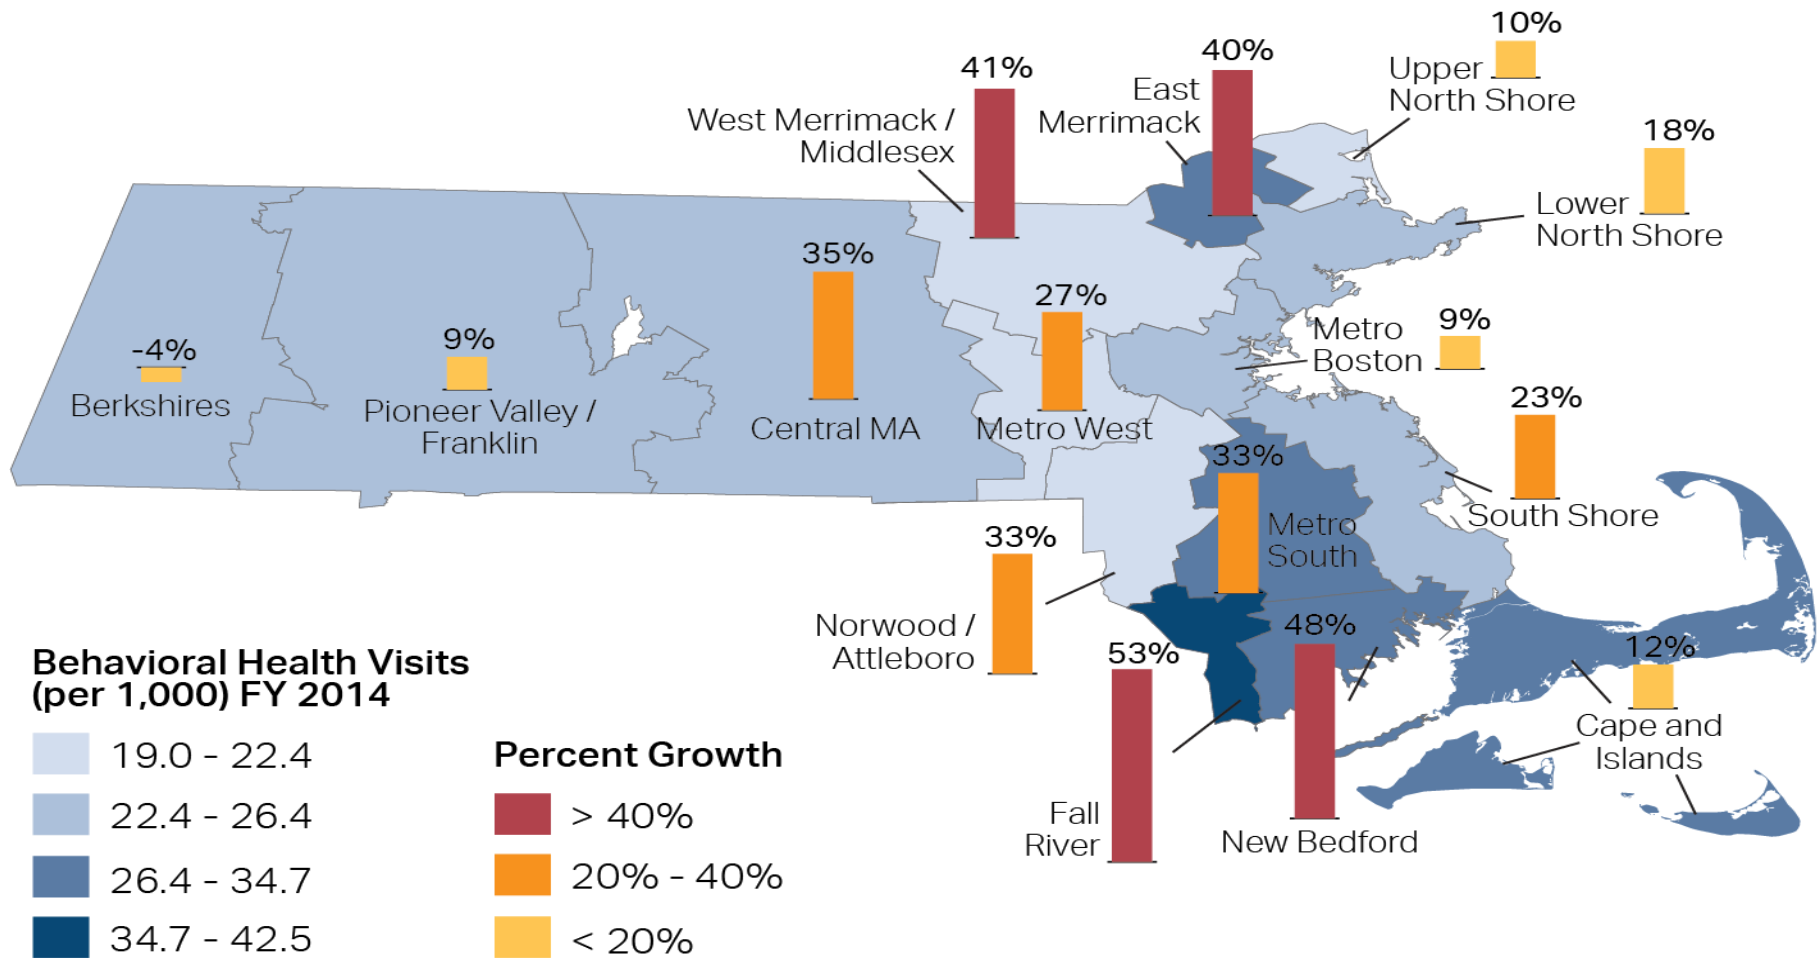 10%
Upper
North Shore
40%
East
Merrimack
41%
West Merrimack /
Middlesex
18%
Lower
North Shore
35%
Central MA
27%
Metro West
-4%
Berkshires
9%
Pioneer Valley /
Franklin
Metro
Boston
9%
23%
South Shore
33%
Metro
South
33%
Norwood /
Attleboro
53%
Fall
River
48%
New Bedford
12%
Cape and
Islands
Behavioral Health Visits
(per 1,000) FY 2014
19.0 - 22.4
22.4 - 26.4
26.4 - 34.7
34.7 - 42.5
Percent Growth
> 40%
20% - 40%
< 20%